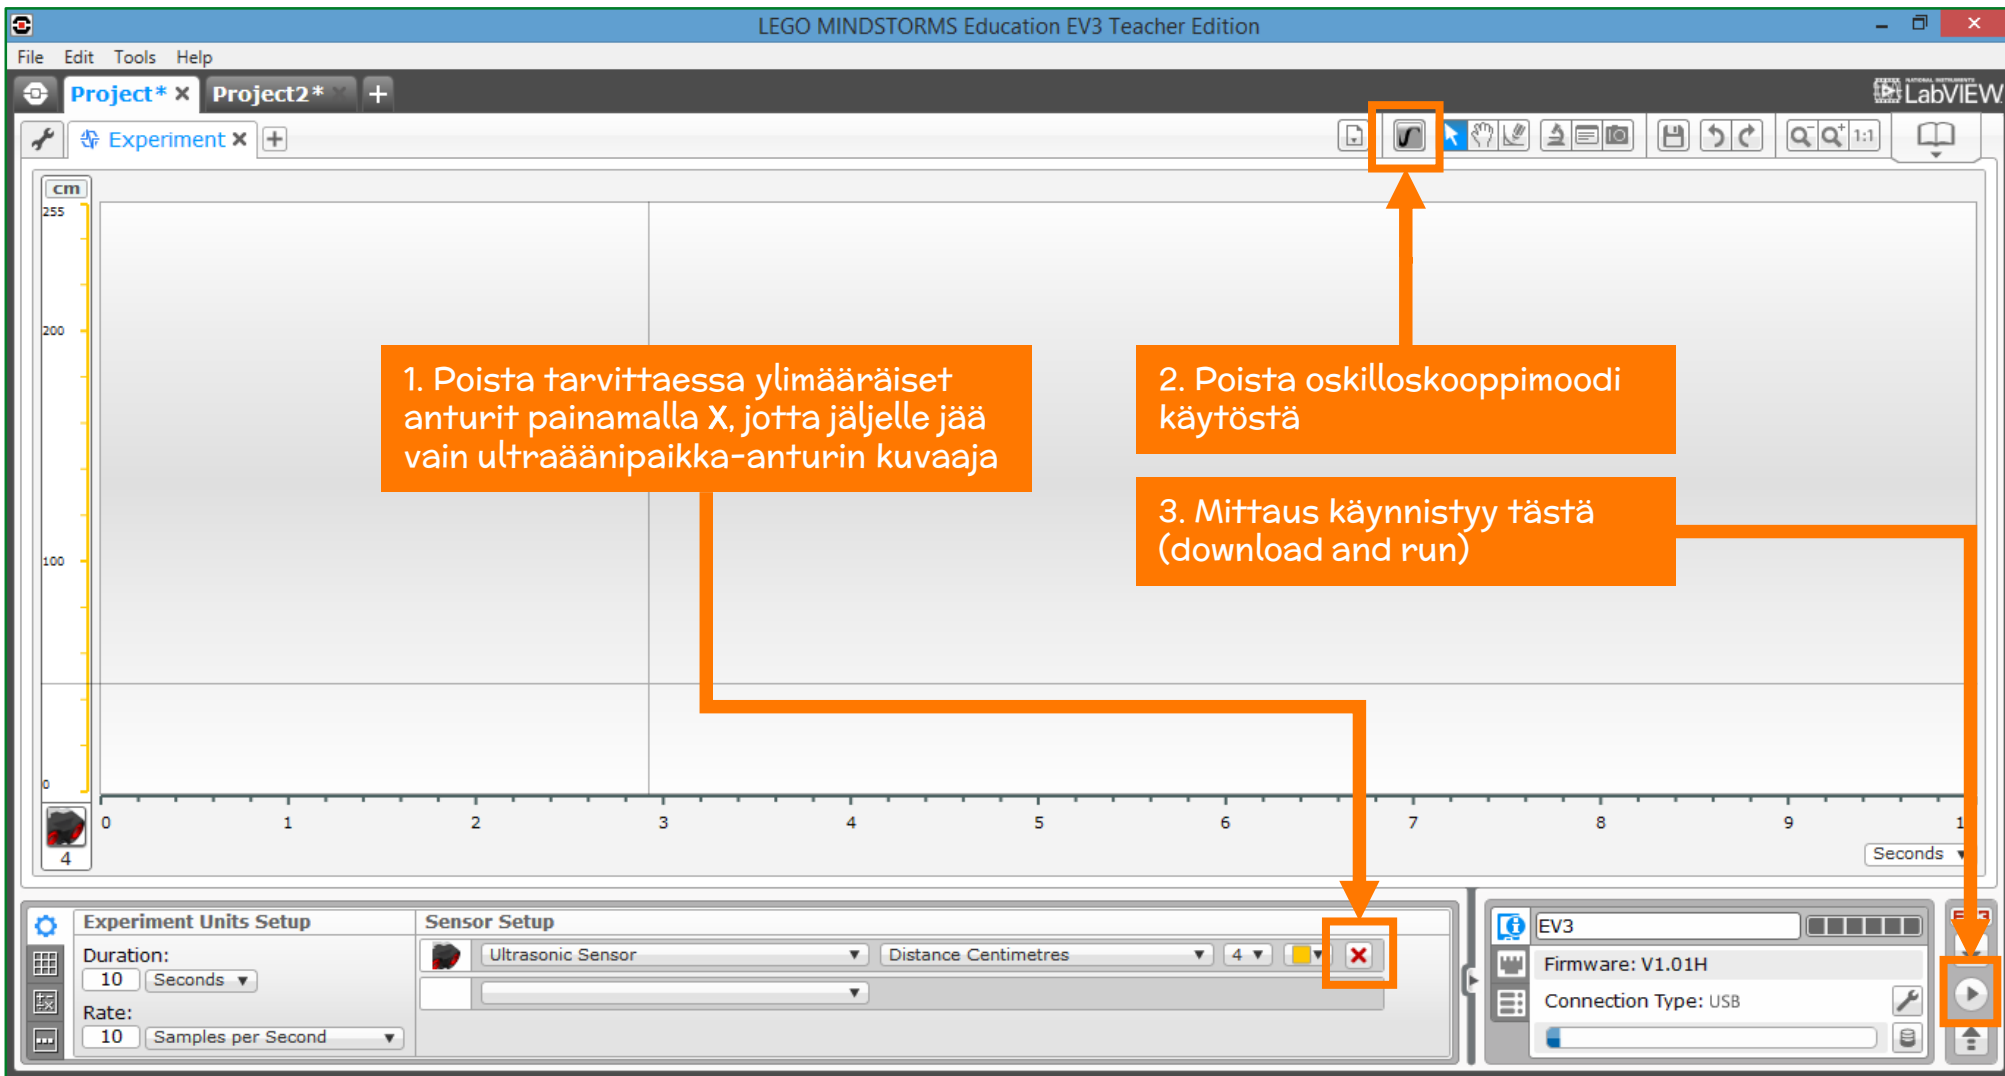 LEGO MINDSTORMS Education EV3 Teacher Edition
File Edit Tools Help
Project* Project2*
NATIONAL INSTRUMENTS
LabVIEW
Experiment
1:1
cm
255
200
100
0
1. Poista tarvittaessa ylimääräiset
anturit painamalla X, jotta jäljelle jää
vain ultraäänipaikka-anturin kuvaaja
2. Poista oskilloskooppimoodi
käytöstä
3. Mittaus käynnistyy tästä
(download and run)
0 1 2 3 4 5 6 7 8 9
4
Seconds
Experiment Units Setup
Duration:
10 Seconds
Rate:
10 Samples per Second
Sensor Setup
Ultrasonic Sensor Distance Centimetres 4
EV3
Firmware: V1.01H
Connection Type: USB